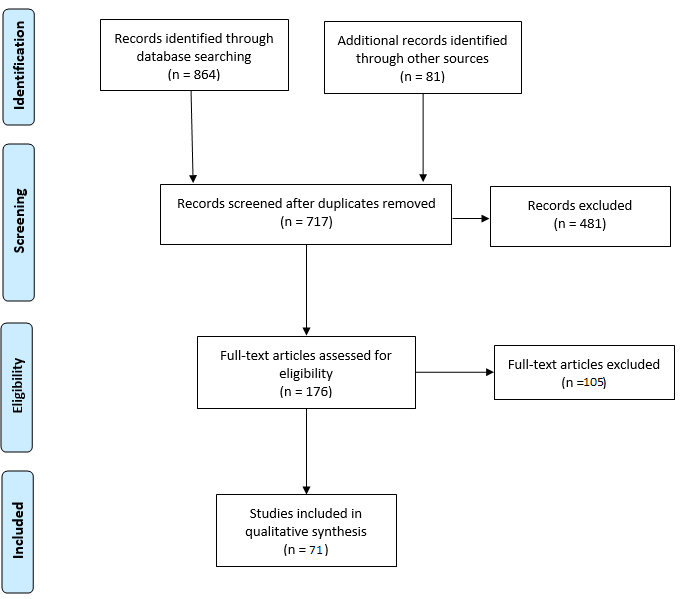 Identification
Records identified through
database searching
(n = 864)
Additional records identified
through other sources
(n = 81)
Screening
Records screened after duplicates removed
(n = 717)
Records excluded
(n = 481)
Eligibility
Full-text articles assessed for
eligibility
(n = 176)
Full-text articles excluded
(n =105)
Included
Studies included in
qualitative synthesis
(n = 71)